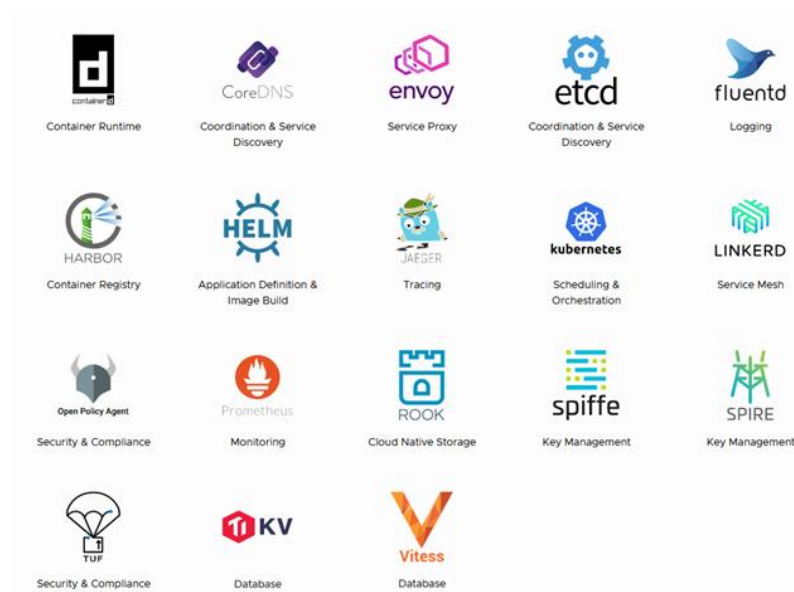 d
containerd
CoreDNS
envoy
etcd
fluentd
Container Runtime
Coordination & Service
Discovery
Service Proxy
Coordination & Service
Discovery
Logging
HARBOR
HELM
JAEGER
kubernetes
LINKERD
Container Registry
Application Definition &
Image Build
Tracing
Scheduling &
Orchestration
Service Mesh
Open Policy Agent
Prometheus
ROOK
spiffe
SPIRE
Security & Compliance
Monitoring
Cloud Native Storage
Key Management
Key Management
TUF
TiKV
Vitess
Security & Compliance
Database
Database